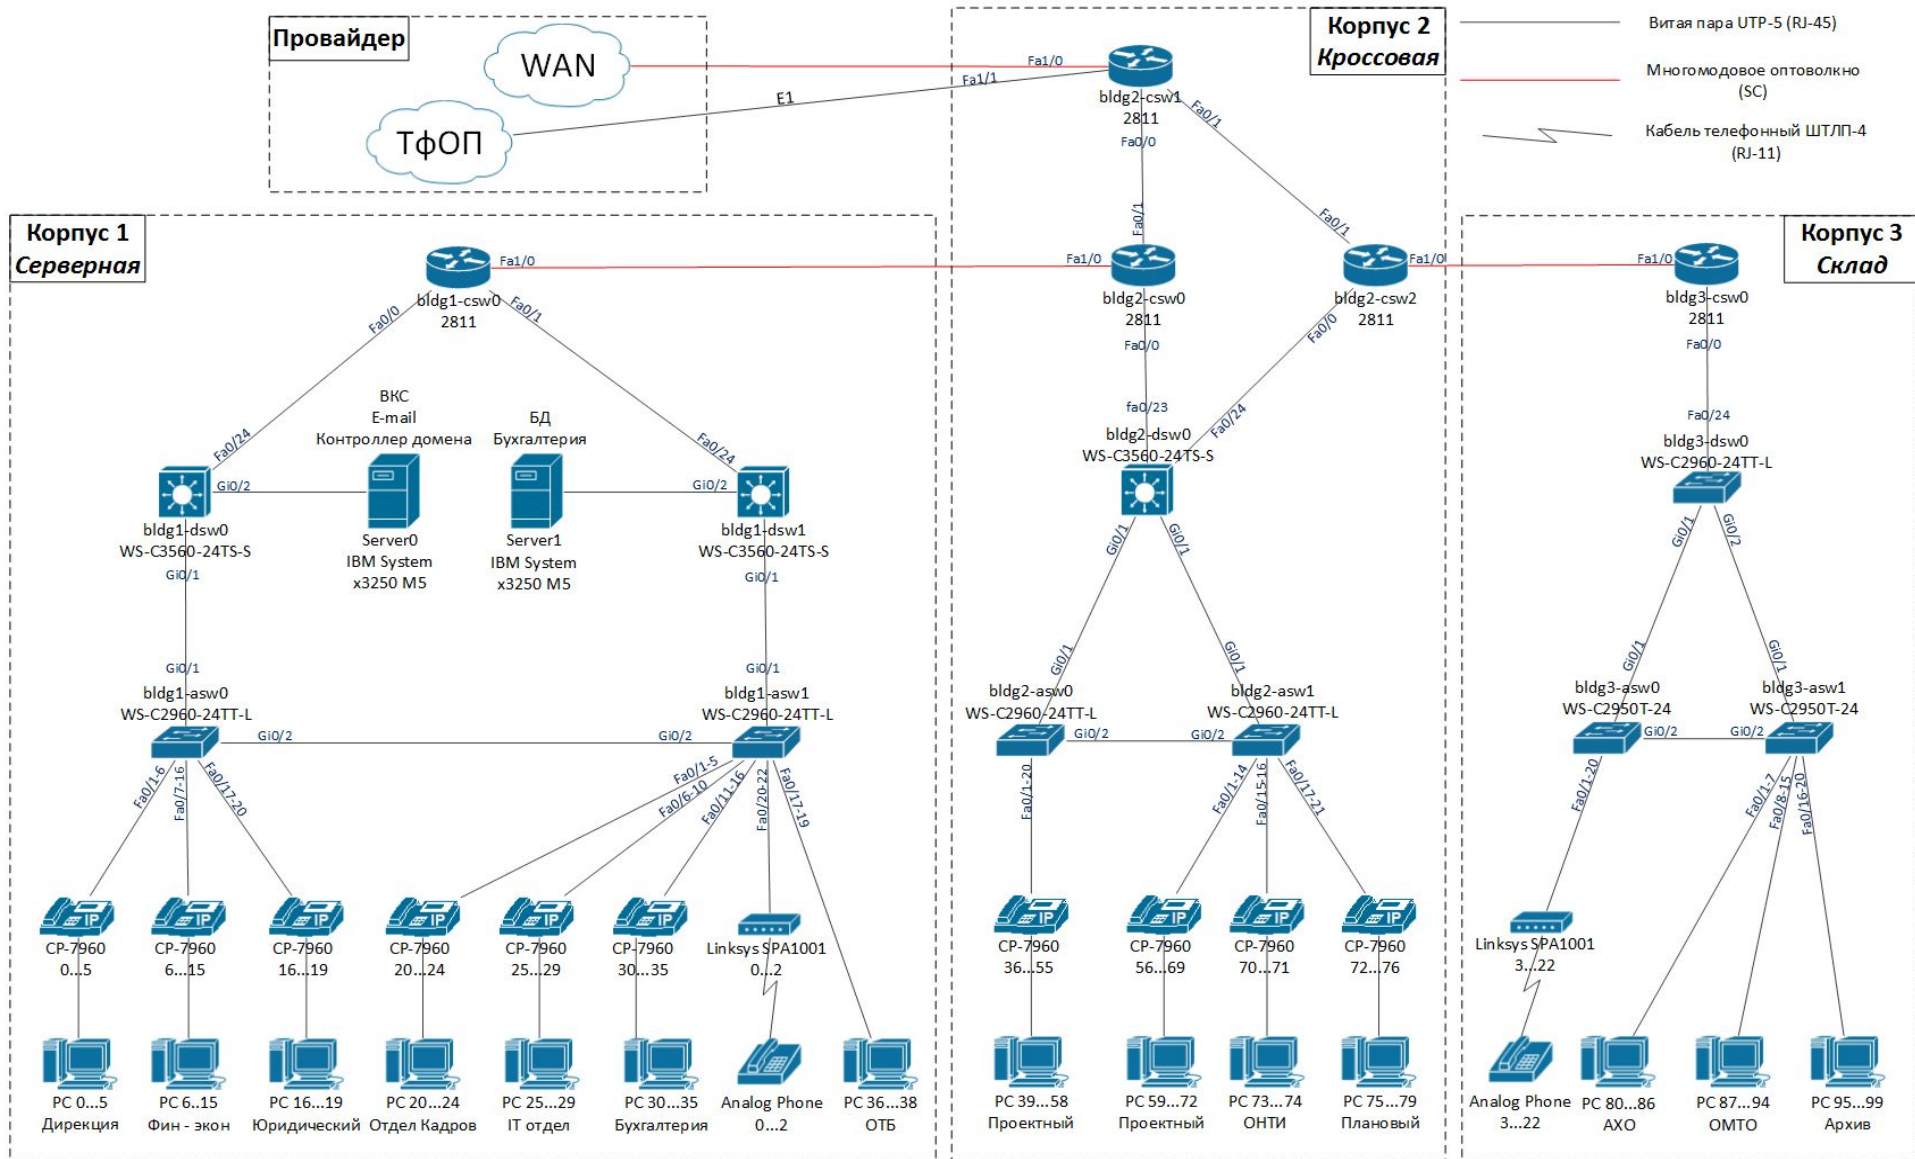 Провайдер
WAN
ТфОП
E1
Fa1/0
Fa1/1
Корпус 2
Кроссовая
bldg2-csw1
2811
Fa0/0
Fa0/1
Fa0/1
Fa0/1
Fa1/0
bldg2-csw0
2811
Fa0/0
Fa1/0
bldg2-csw2
2811
Fa0/0
fa0/23
Fa0/24
bldg2-dsw0
WS-C3560-24TS-S
Gi0/1
Gi0/1
Gi0/1
Gi0/1
bldg2-asw0
WS-C2960-24TT-L
bldg2-asw1
WS-C2960-24TT-L
Gi0/2
Gi0/2
Fa0/1-20
Fa0/1-14
Fa0/15-16
Fa0/17-21
IP
IP
IP
IP
CP-7960
36...55
CP-7960
56...69
CP-7960
70...71
CP-7960
72...76
PC 39...58
Проектный
PC 59...72
Проектный
PC 73...74
ОНТИ
PC 75...79
Плановый
Витая пара UTP-5 (RJ-45)
Многомодовое оптоволкно
(SC)
Кабель телефонный ШТЛП-4
(RJ-11)
Корпус 1
Серверная
Fa1/0
bldg1-csw0
2811
Fa0/0
Fa0/1
Fa0/24
Fa0/24
ВКС
E-mail
Контроллер домена
БД
Бухгалтерия
Gi0/2
Gi0/2
bldg1-dsw0
WS-C3560-24TS-S
Server0
IBM System
x3250 M5
Server1
IBM System
x3250 M5
bldg1-dsw1
WS-C3560-24TS-S
Gi0/1
Gi0/1
Gi0/1
Gi0/1
bldg1-asw0
WS-C2960-24TT-L
bldg1-asw1
WS-C2960-24TT-L
Gi0/2
Gi0/2
Fa0/1-6
Fa0/7-16
Fa0/17-20
Fa0/1-5
Fa0/6-10
Fa0/11-16
Fa0/20-22
Fa0/17-19
IP
IP
IP
IP
IP
IP
CP-7960
0...5
CP-7960
6...15
CP-7960
16...19
CP-7960
20...24
CP-7960
25...29
CP-7960
30...35
Linksys SPA1001
0...2
PC 0...5
Дирекция
PC 6..15
Фин - экон
PC 16...19
Юридический
PC 20...24
Отдел Кадров
PC 25...29
IT отдел
PC 30...35
Бухгалтерия
Analog Phone
0...2
PC 36...38
ОТБ
Корпус 3
Склад
Fa1/0
Fa1/0
bldg3-csw0
2811
Fa0/0
Fa0/24
bldg3-dsw0
WS-C2960-24TT-L
Gi0/1
Gi0/2
Gi0/1
Gi0/1
bldg3-asw0
WS-C2950T-24
bldg3-asw1
WS-C2950T-24
Gi0/2
Gi0/2
Fa0/1-20
Fa0/1-7
Fa0/8-15
Fa0/16-20
Linksys SPA1001
3...22
Analog Phone
3...22
PC 80...86
АХО
PC 87...94
ОМТО
PC 95...99
Архив